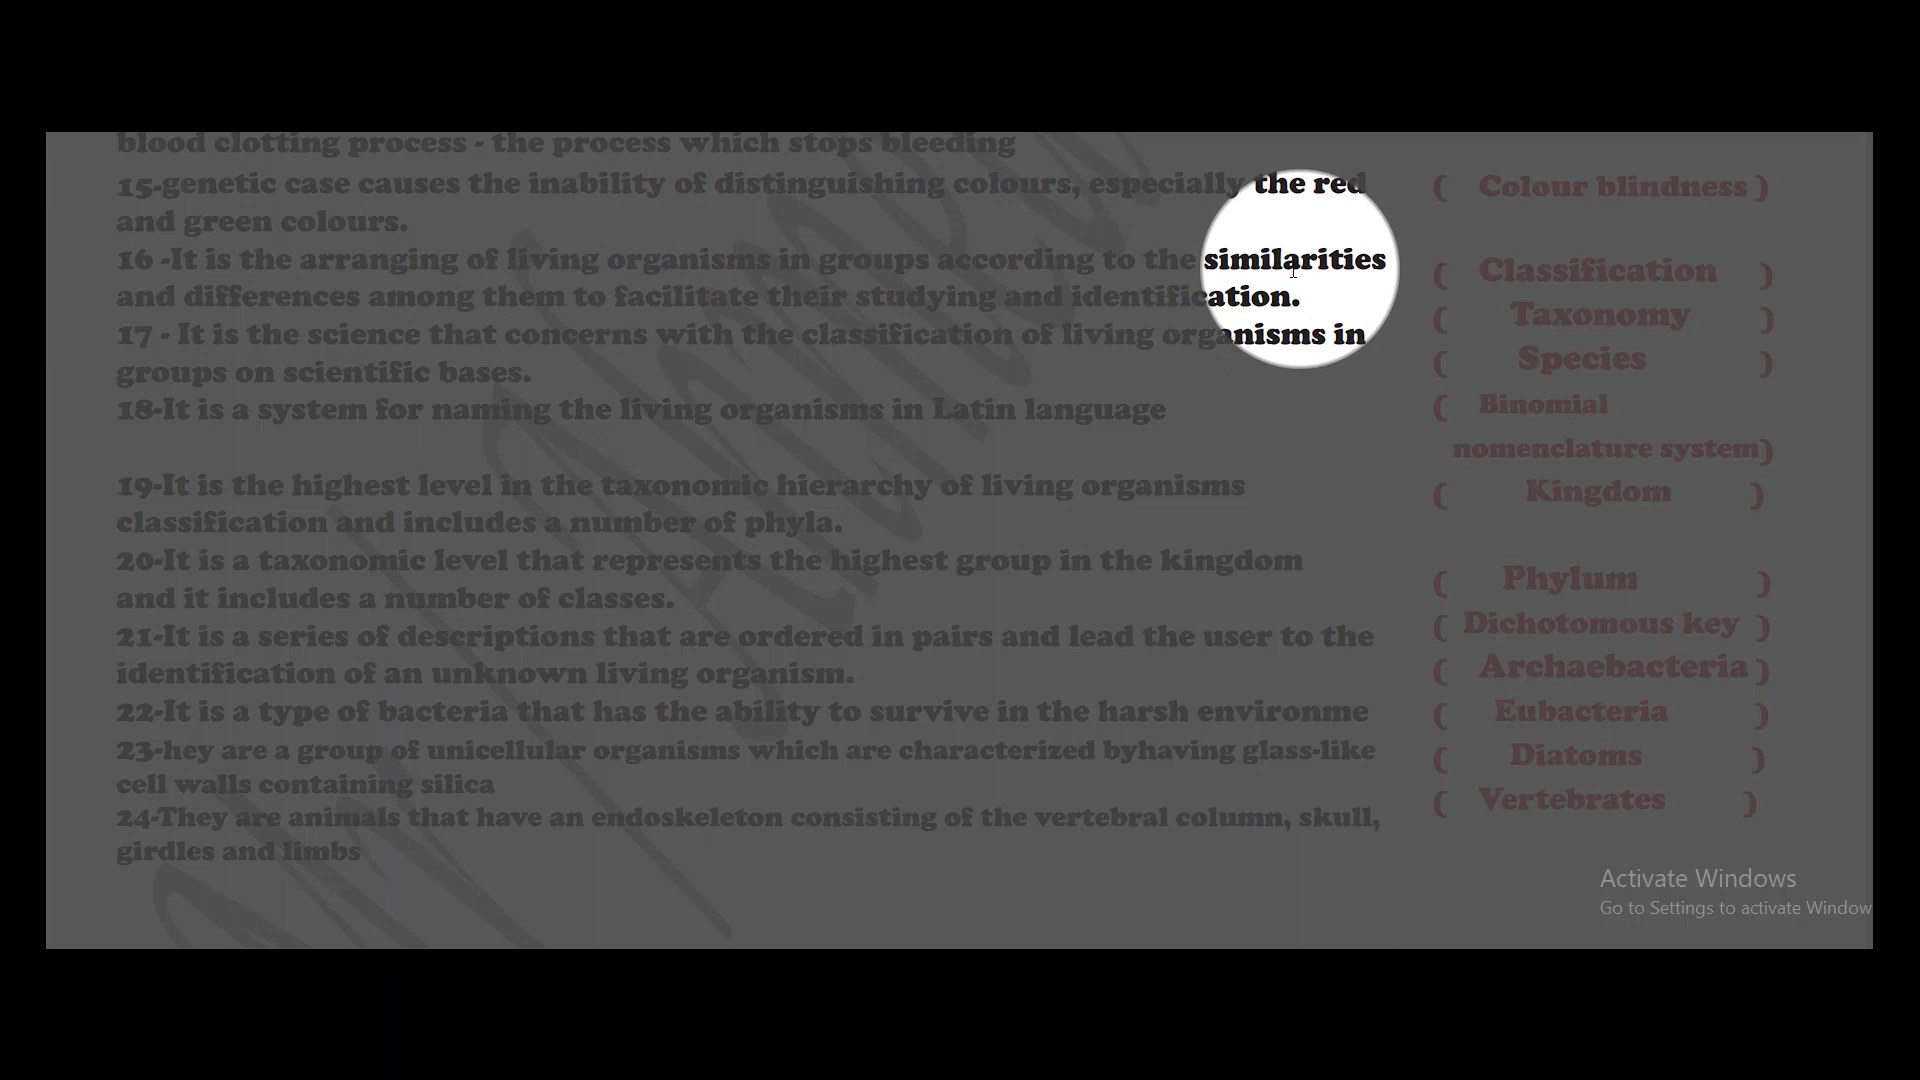 blood clotting process - the process which stops bleeding
15-genetic case causes the inability of distinguishing colours, especially the red ( Colour blindness )
and green colours.
16 -It is the arranging of living organisms in groups according to the similarities ( Classification )
and differences among them to facilitate their studying and identification. ( Taxonomy )
17 - It is the science that concerns with the classification of living organisms in ( Species )
groups on scientific bases.
18-It is a system for naming the living organisms in Latin language ( Binomial
nomenclature system)
19-It is the highest level in the taxonomic hierarchy of living organisms ( Kingdom )
classification and includes a number of phyla.
20-It is a taxonomic level that represents the highest group in the kingdom ( Phylum )
and it includes a number of classes.
21-It is a series of descriptions that are ordered in pairs and lead the user to the ( Dichotomous key )
identification of an unknown living organism. ( Archaebacteria )
22-It is a type of bacteria that has the ability to survive in the harsh environme ( Eubacteria )
23-hey are a group of unicellular organisms which are characterized byhaving glass-like ( Diatoms )
cell walls containing silica
24-They are animals that have an endoskeleton consisting of the vertebral column, skull, ( Vertebrates )
girdles and limbs
Activate Windows
Go to Settings to activate Window